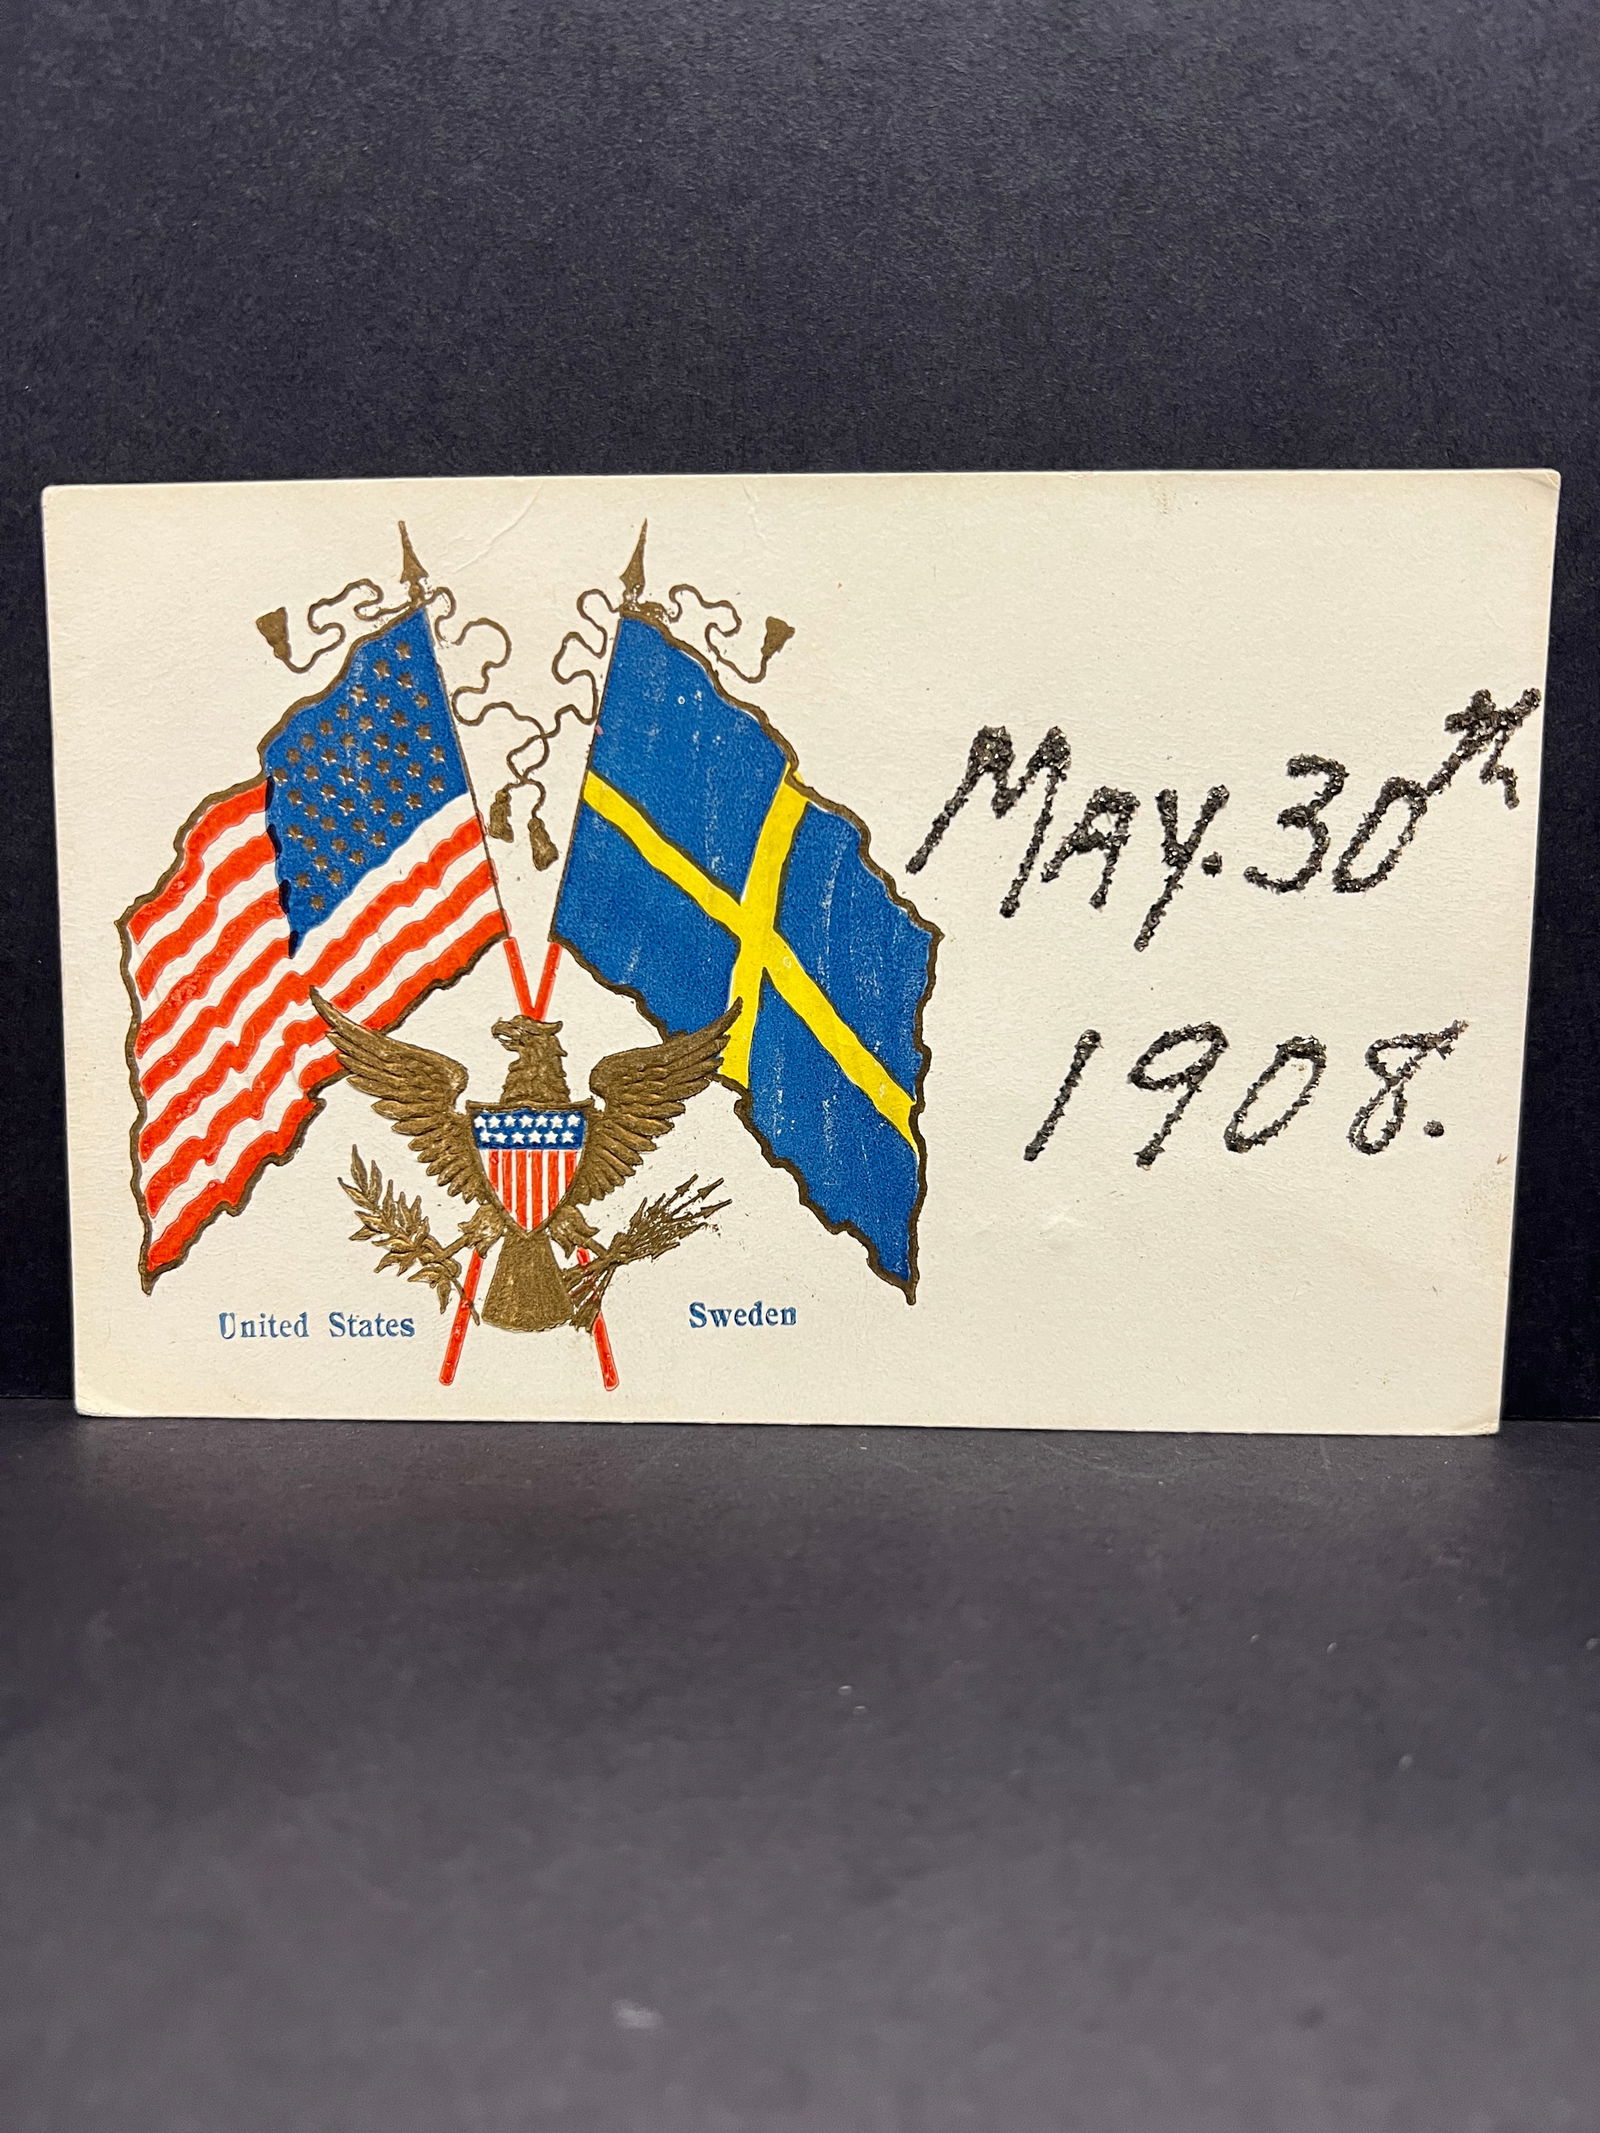 May. 30th
1908.
United States
Sweden